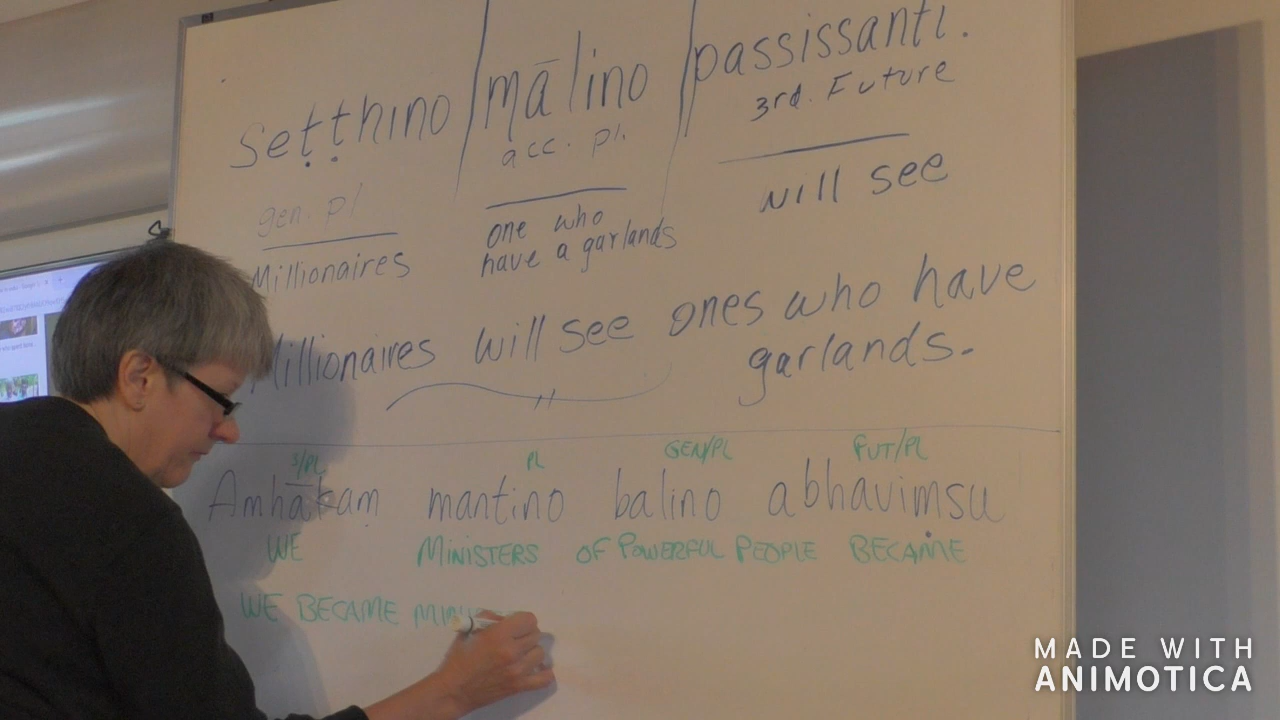 seṭṭhino mālino passissanti.
gen. pl acc. pl. 3rd. Future
Millionaires one who have a garlands will see
Millionaires will see ones who have
garlands.
S/PL PL GEN/PL FUT/PL
Amhākaṃ mantino balino abhaviṃsu
WE MINISTERS OF POWERFUL PEOPLE BECAME
WE BECAME
MADE WITH
ANIMOTICA